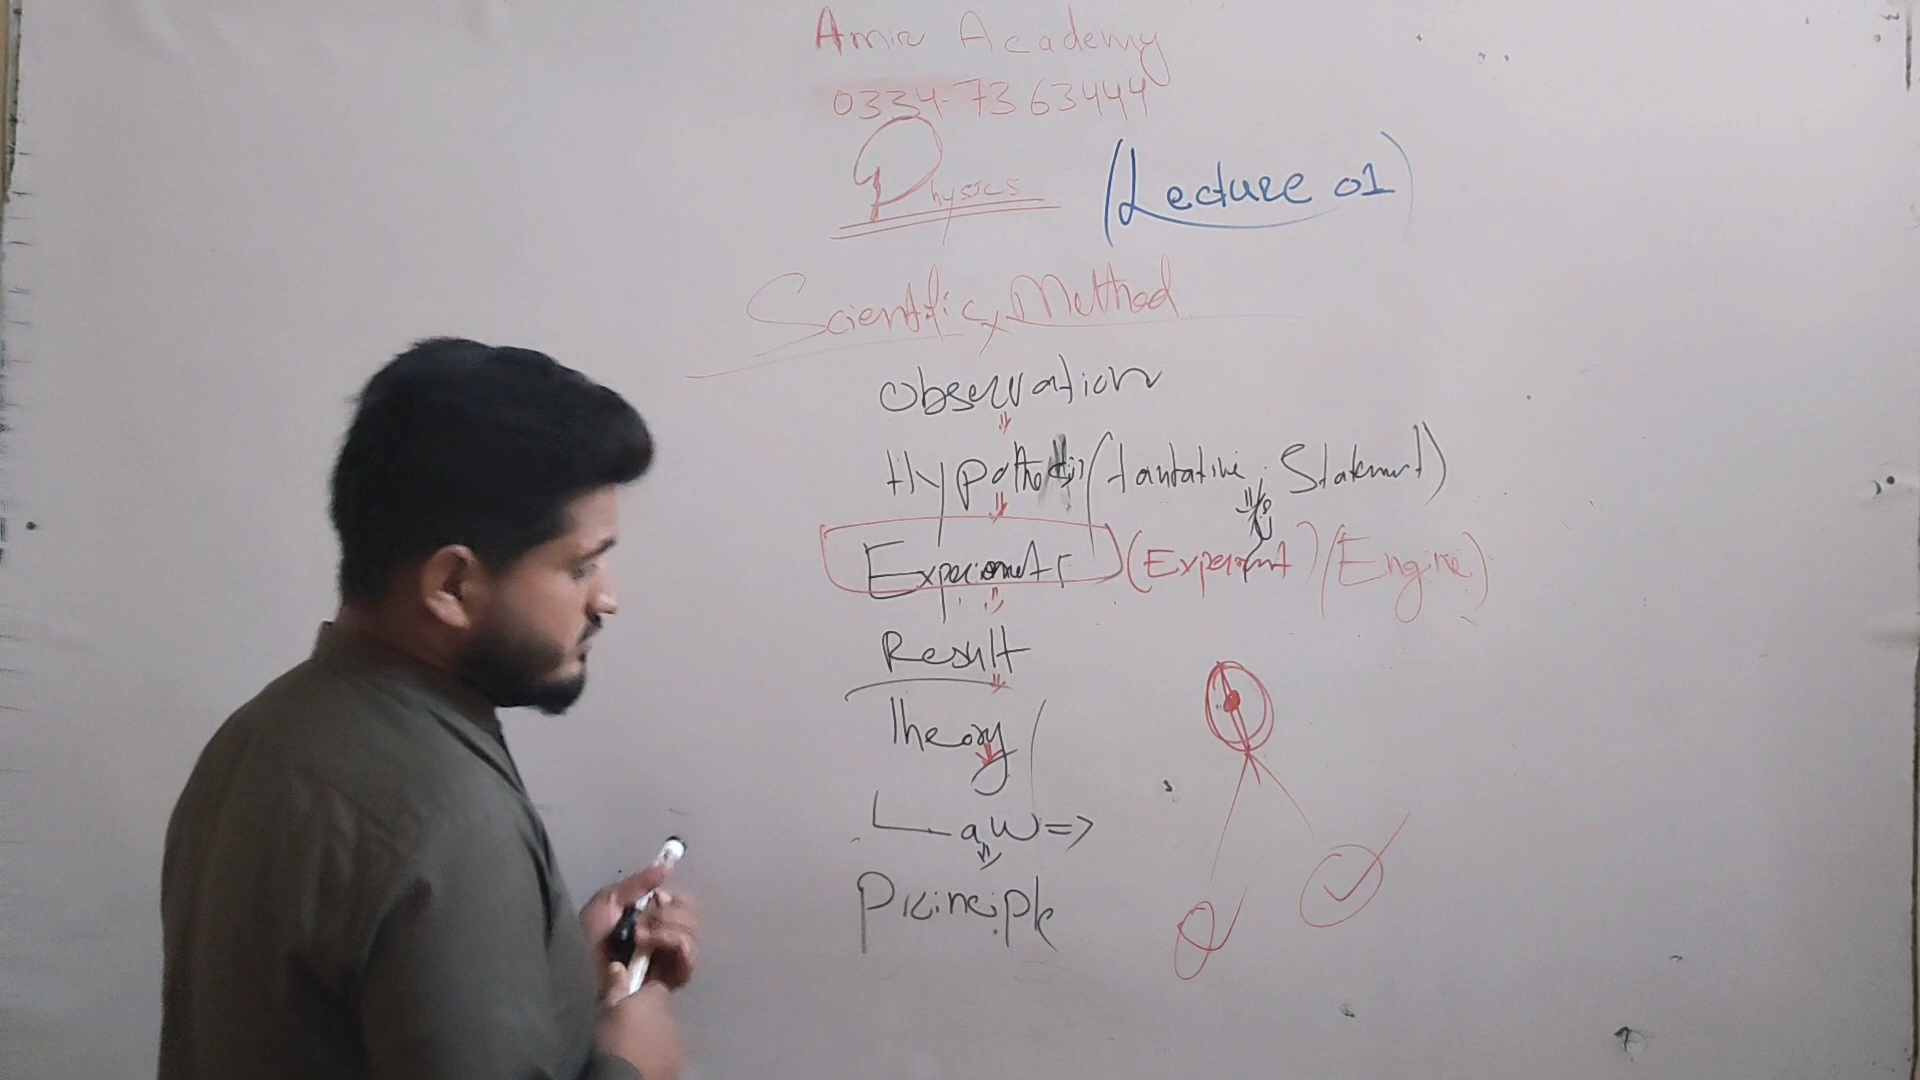 Amir Academy
0334-7363444
Physics (Lecture 01)
Scientific Method
Observation
Hypothesis (tantative Statement)
Experiments (Experiment) (Engine)
Result
Theory
Law =>
Principle